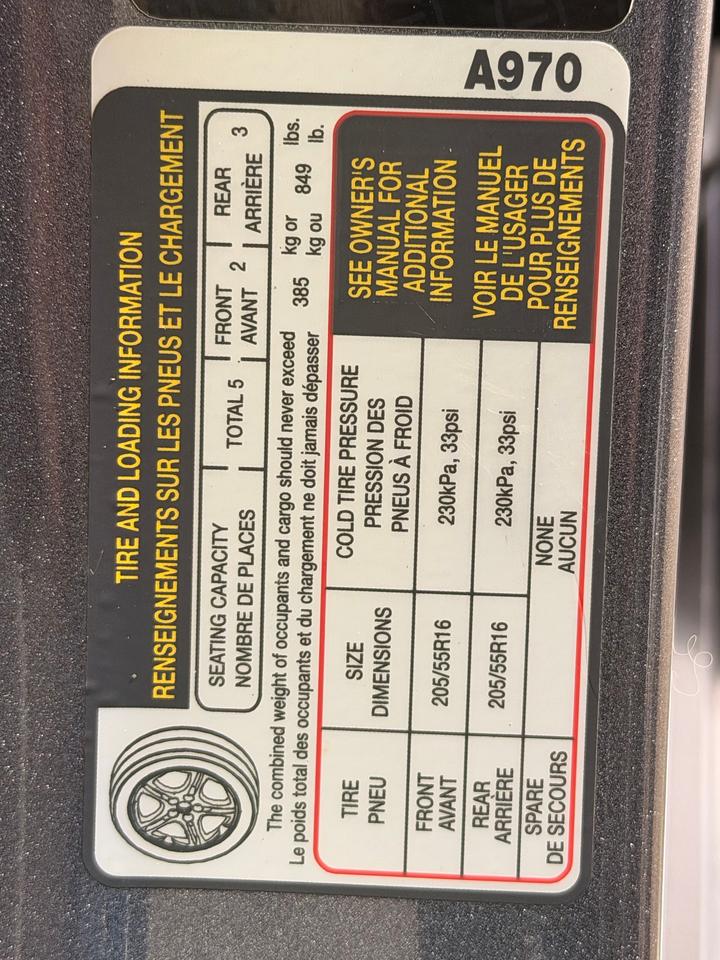 TIRE AND LOADING INFORMATION
RENSEIGNEMENTS SUR LES PNEUS ET LE CHARGEMENT
SEATING CAPACITY
NOMBRE DE PLACES
TOTAL 5
FRONT
AVANT 2
REAR
ARRIÈRE 3
The combined weight of occupants and cargo should never exceed 385 kg or 849 lbs.
Le poids total des occupants et du chargement ne doit jamais dépasser kg ou lb.
TIRE
PNEU
SIZE
DIMENSIONS
COLD TIRE PRESSURE
PRESSION DES
PNEUS À FROID
FRONT
AVANT
205/55R16
230kPa, 33psi
REAR
ARRIÈRE
205/55R16
230kPa, 33psi
SPARE
DE SECOURS
NONE
AUCUN
SEE OWNER'S
MANUAL FOR
ADDITIONAL
INFORMATION
VOIR LE MANUEL
DE L'USAGER
POUR PLUS DE
RENSEIGNEMENTS
A970